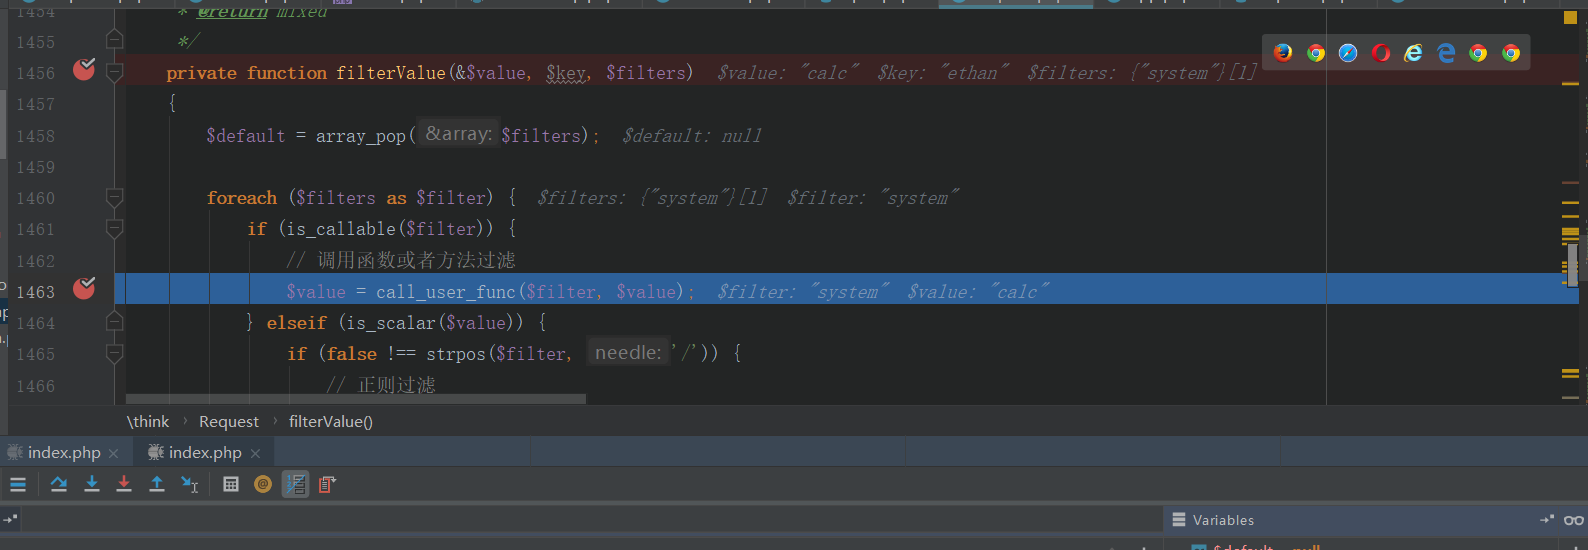 1454 * @return mixed
1455 */
1456 private function filterValue(&$value, $key, $filters) $value: "calc" $key: "ethan" $filters: {"system"}[1]
1457 {
1458 $default = array_pop( &array: $filters); $default: null
1459
1460 foreach ($filters as $filter) { $filters: {"system"}[1] $filter: "system"
1461 if (is_callable($filter)) {
1462 // 调用函数或者方法过滤
1463 $value = call_user_func($filter, $value); $filter: "system" $value: "calc"
1464 } elseif (is_scalar($value)) {
1465 if (false !== strpos($filter, needle: '/')) {
1466 // 正则过滤
\think › Request › filterValue()
index.php × index.php ×
Variables
$default = null